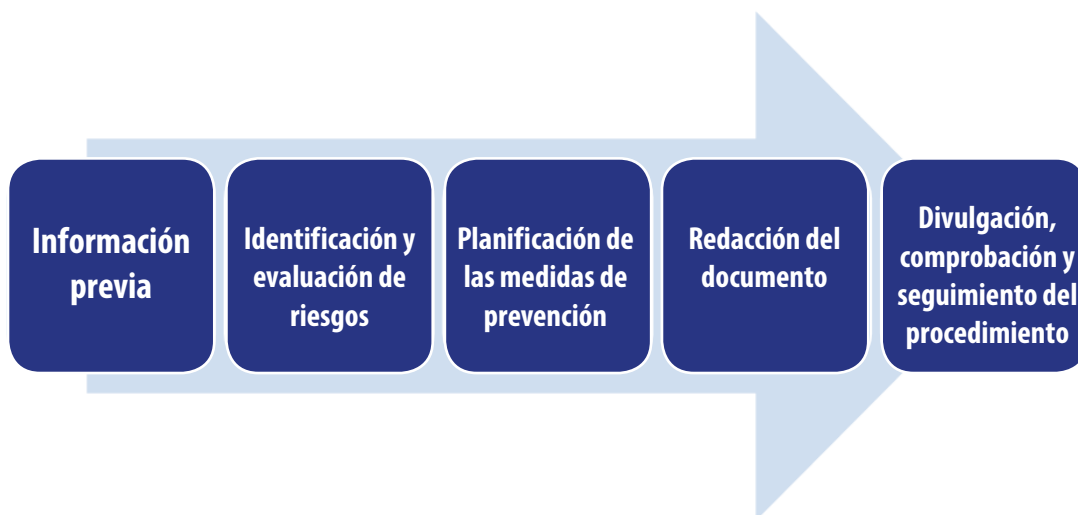 Información
previa
Identificación y
evaluación de
riesgos
Planificación de
las medidas de
prevención
Redacción del
documento
Divulgación,
comprobación y
seguimiento del
procedimiento